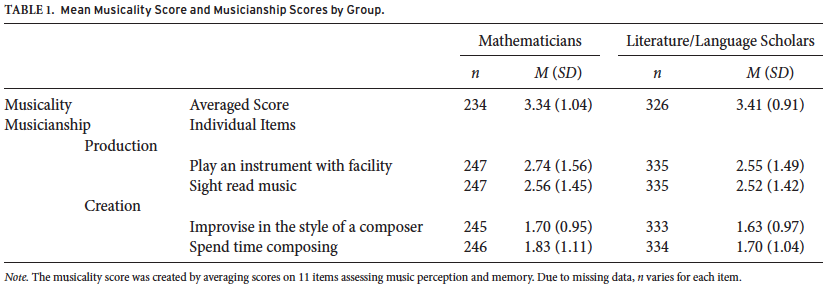 TABLE 1. Mean Musicality Score and Musicianship Scores by Group.
Mathematicians Literature/Language Scholars
n M (SD) n M (SD)
Musicality Averaged Score 234 3.34 (1.04) 326 3.41 (0.91)
Musicianship Individual Items
Production
Play an instrument with facility 247 2.74 (1.56) 335 2.55 (1.49)
Sight read music 247 2.56 (1.45) 335 2.52 (1.42)
Creation
Improvise in the style of a composer 245 1.70 (0.95) 333 1.63 (0.97)
Spend time composing 246 1.83 (1.11) 334 1.70 (1.04)
Note. The musicality score was created by averaging scores on 11 items assessing music perception and memory. Due to missing data, n varies for each item.